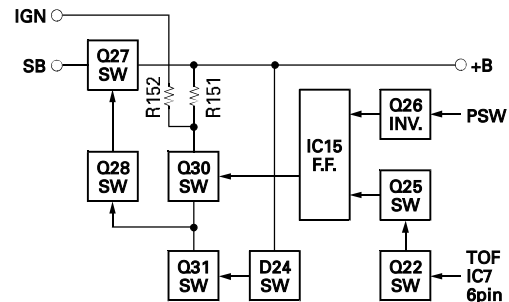 IGN
SB
Q27
SW
+B
R152
R151
Q26
INV.
PSW
IC15
F.F.
Q28
SW
Q30
SW
Q25
SW
Q31
SW
D24
SW
Q22
SW
TOF
IC7
6pin